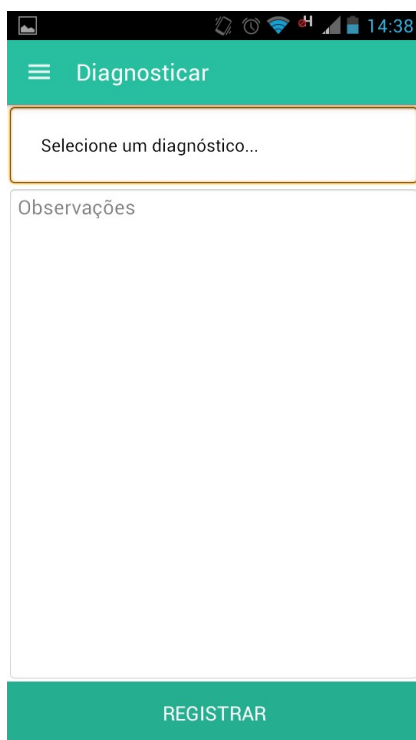 14:38
Diagnosticar
Selecione um diagnóstico...
Observações
REGISTRAR